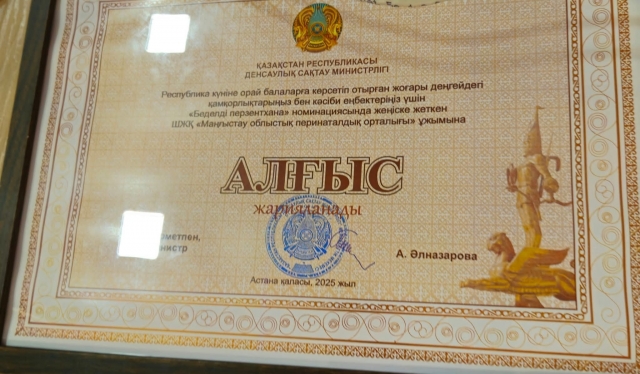 ҚАЗАҚСТАН РЕСПУБЛИКАСЫ
ДЕНСАУЛЫҚ САҚТАУ МИНИСТРЛІГІ
Республика күніне орай балаларға көрсетіп отырған жоғары деңгейдегі
қамқорлықтарыңыз бен кәсіби еңбектеріңіз үшін
«Беделді перзентхана» номинациясында жеңіске жеткен
ШЖҚ «Маңғыстау облыстық перинаталдық орталығы» ұжымына
АЛҒЫС
жарияланады
А. Әлназарова
Астана қаласы, 2025 жыл